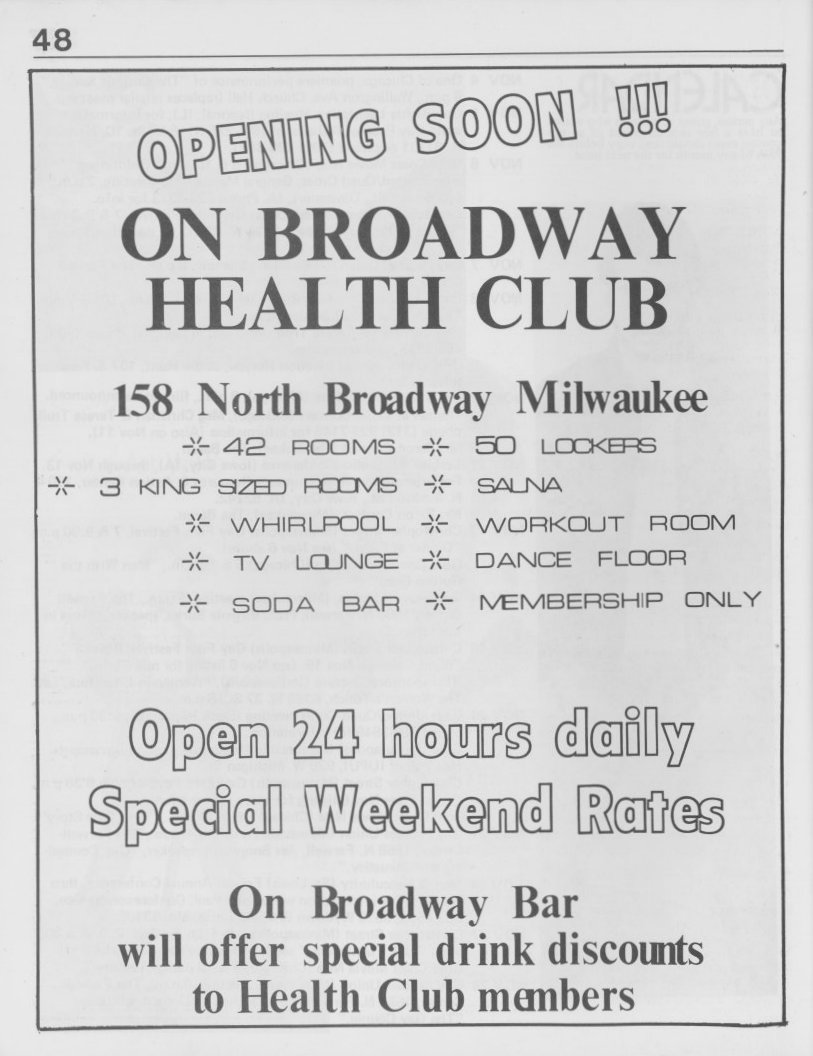 48
OPENING SOON !!!
ON BROADWAY
HEALTH CLUB
158 North Broadway Milwaukee
* 42 ROOMS * 50 LOCKERS
* 3 KING SIZED ROOMS * SAUNA
* WHIRLPOOL * WORKOUT ROOM
* TV LOUNGE * DANCE FLOOR
* SODA BAR * MEMBERSHIP ONLY
Open 24 hours daily
Special Weekend Rates
On Broadway Bar
will offer special drink discounts
to Health Club members